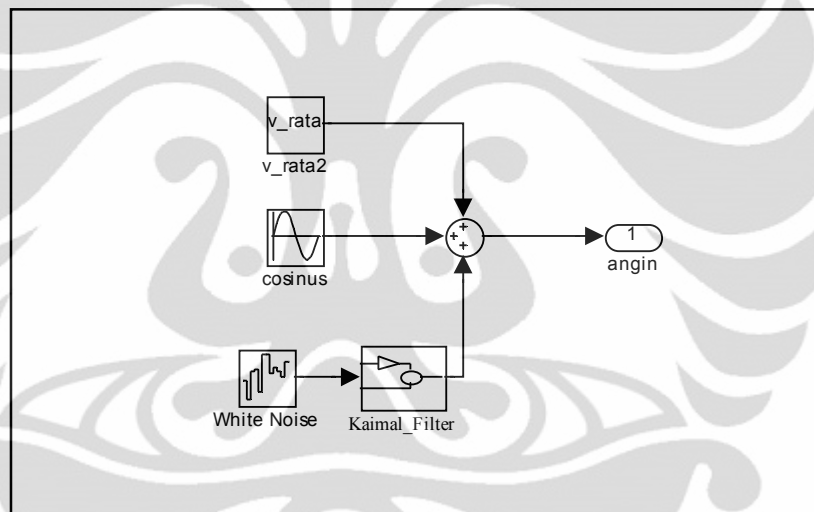 v_rata
v_rata2
+
+
+
cosinus
1
angin
White Noise
Kaimal_Filter